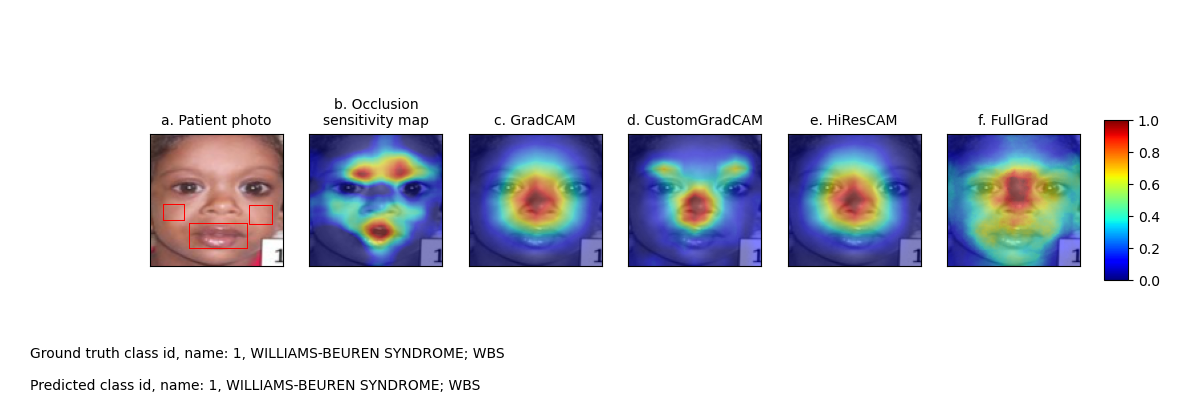 a. Patient photo
b. Occlusion
sensitivity map
c. GradCAM
d. CustomGradCAM
e. HiResCAM
f. FullGrad
1
1
1
1
1
1
1.0
0.8
0.6
0.4
0.2
0.0
Ground truth class id, name: 1, WILLIAMS-BEUREN SYNDROME; WBS
Predicted class id, name: 1, WILLIAMS-BEUREN SYNDROME; WBS